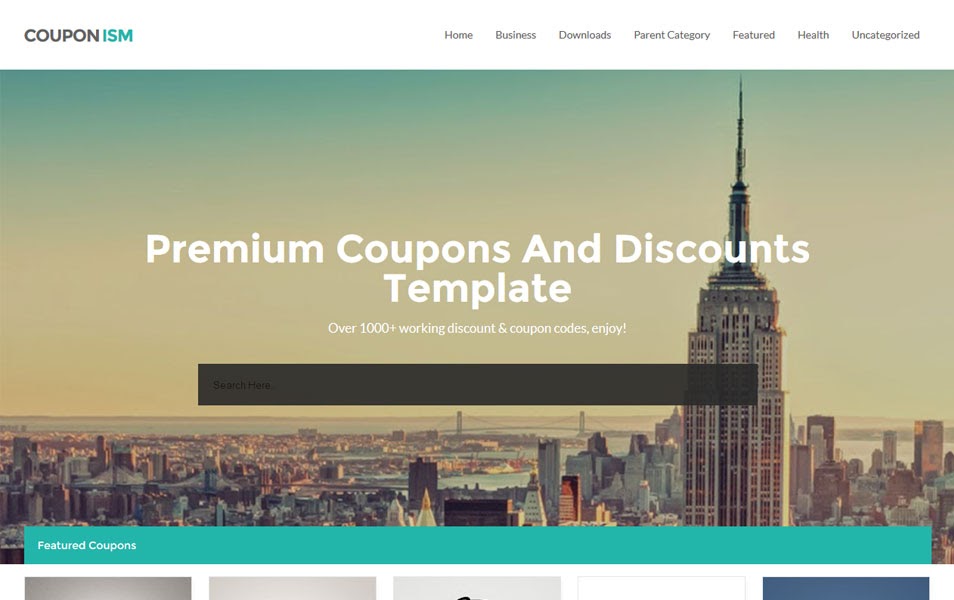 COUPON ISM
Home Business Downloads Parent Category Featured Health Uncategorized
Premium Coupons And Discounts
Template
Over 1000+ working discount & coupon codes, enjoy!
Search Here..
Featured Coupons